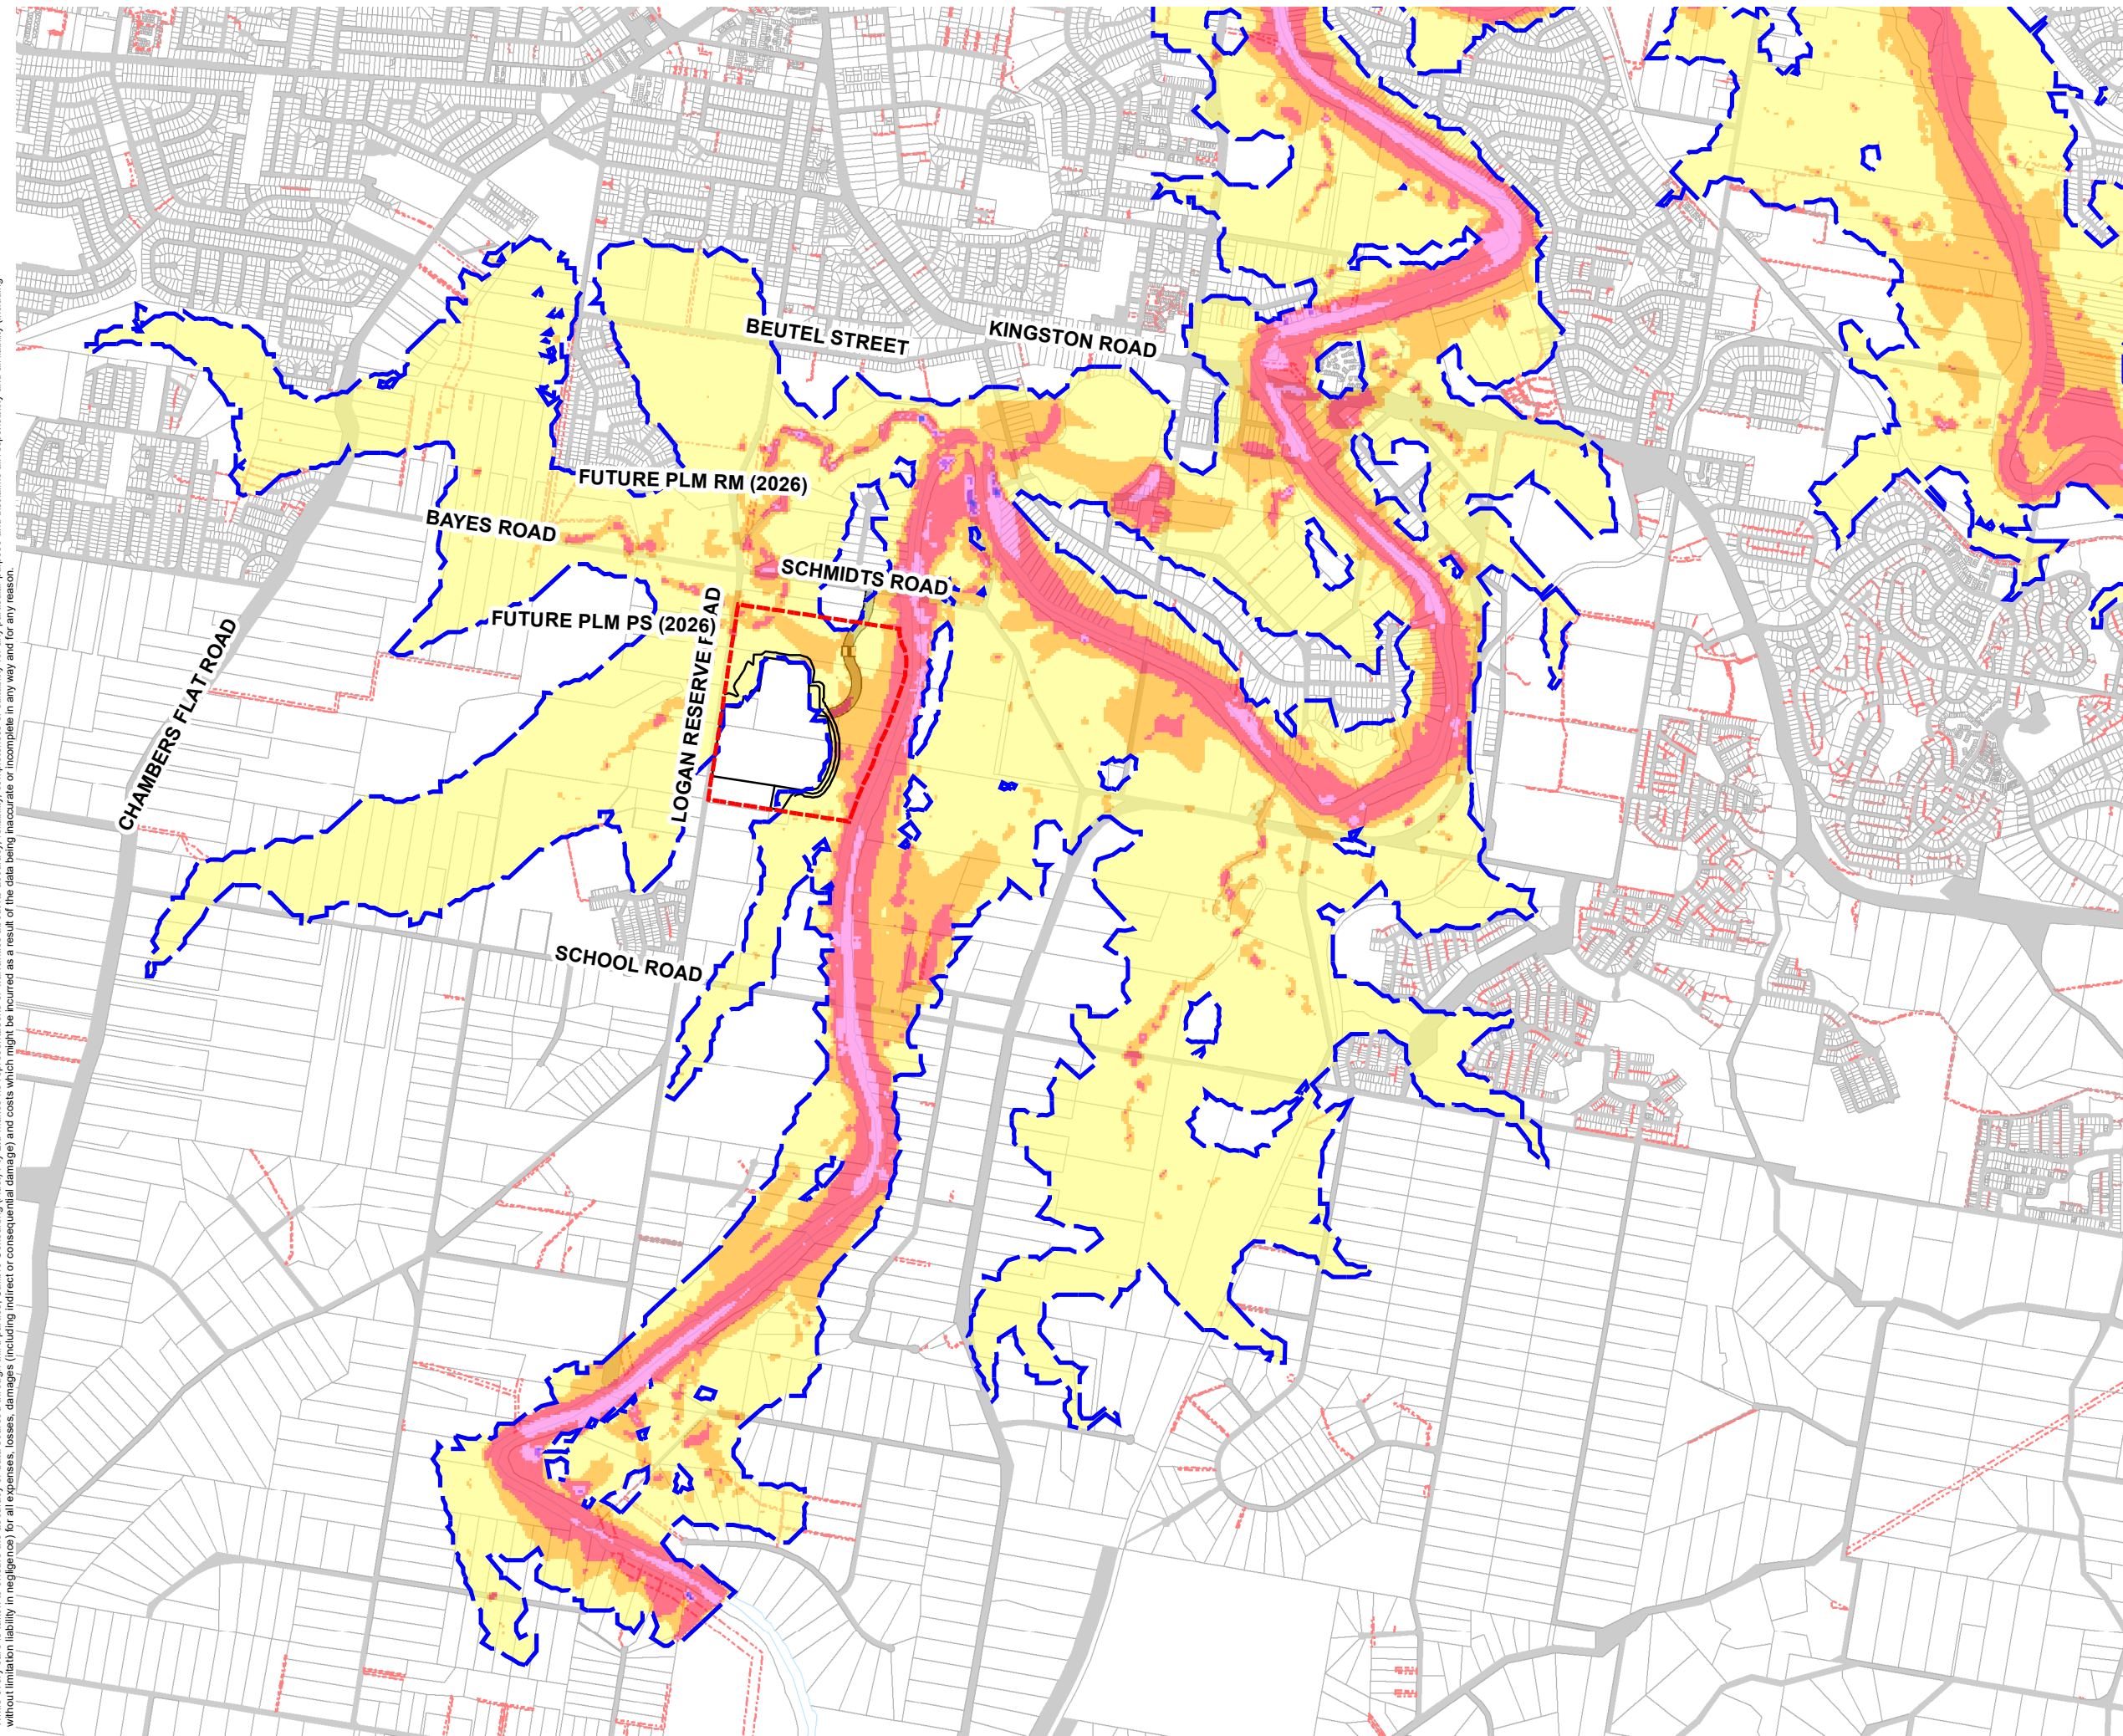 BEUTEL STREET
KINGSTON ROAD
FUTURE PLM RM (2026)
BAYES ROAD
SCHMIDTS ROAD
FUTURE PLM PS (2026)
LOGAN RESERVE ROAD
CHAMBERS FLAT ROAD
SCHOOL ROAD
without limitation liability in negligence) for all expenses, losses, damages (including indirect or consequential damage) and costs which might be incurred as a result of the data being inaccurate or incomplete in any way and for any reason.